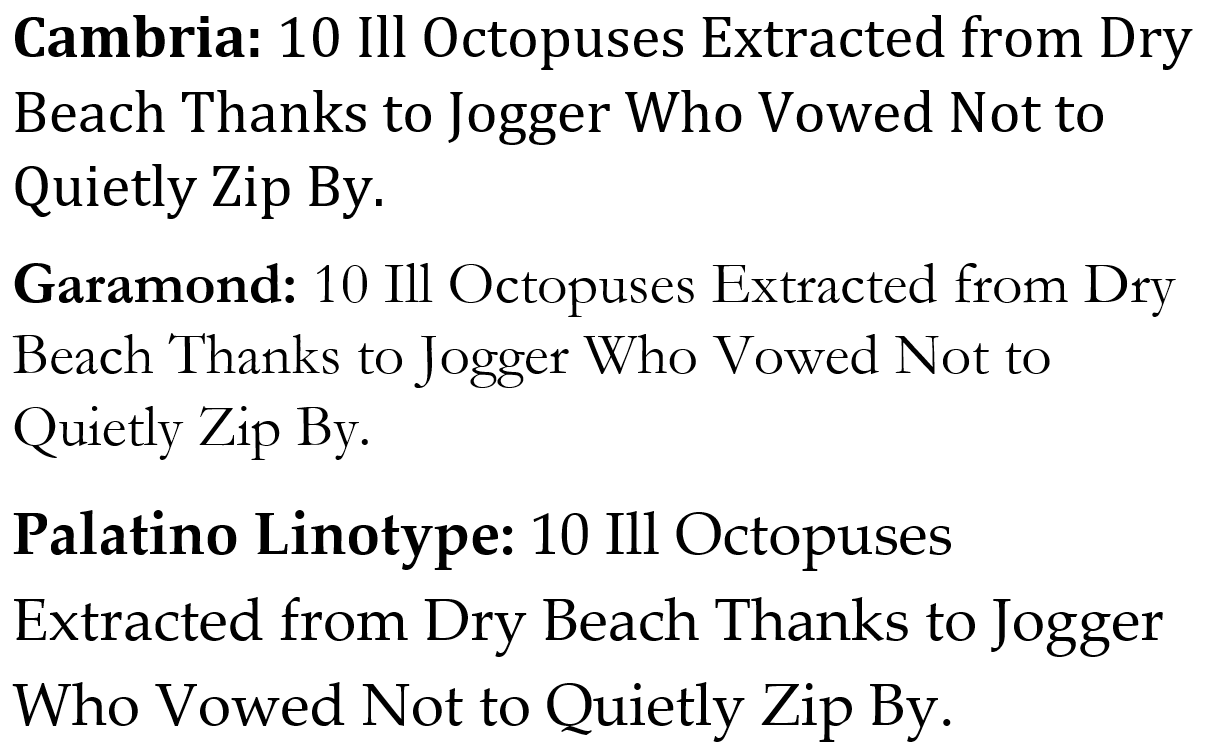 Cambria: 10 Ill Octopuses Extracted from Dry
Beach Thanks to Jogger Who Vowed Not to
Quietly Zip By.
Garamond: 10 Ill Octopuses Extracted from Dry
Beach Thanks to Jogger Who Vowed Not to
Quietly Zip By.
Palatino Linotype: 10 Ill Octopuses
Extracted from Dry Beach Thanks to Jogger
Who Vowed Not to Quietly Zip By.